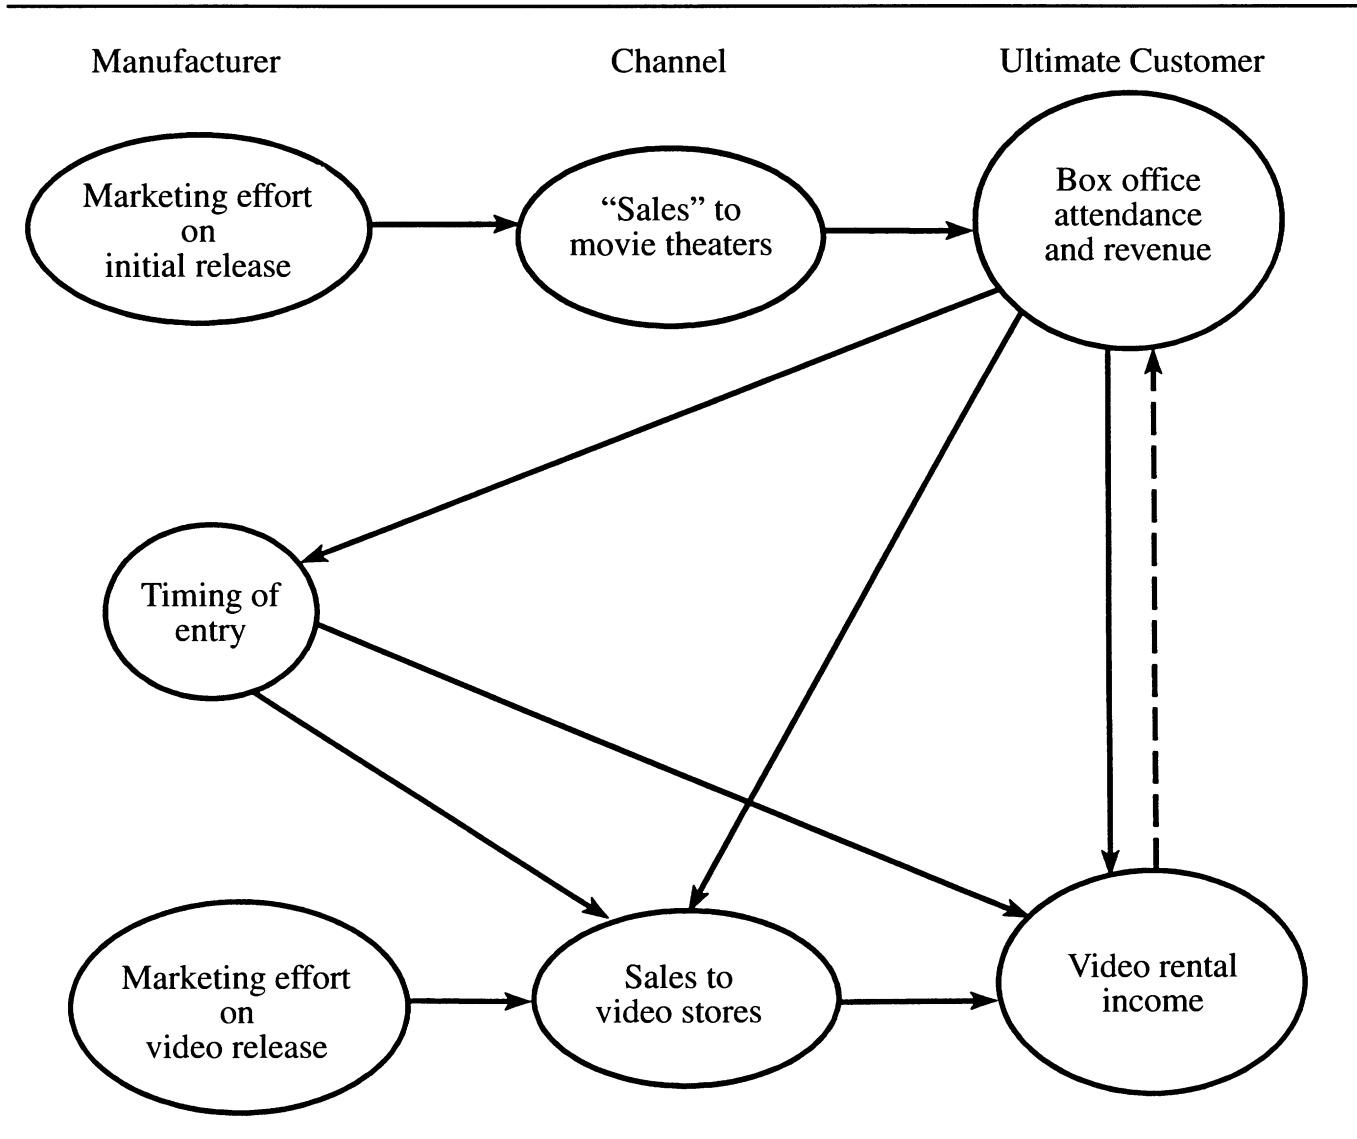 Manufacturer
Channel
Ultimate Customer
Marketing effort
on
initial release
“Sales” to
movie theaters
Box office
attendance
and revenue
Timing of
entry
Marketing effort
on
video release
Sales to
video stores
Video rental
income